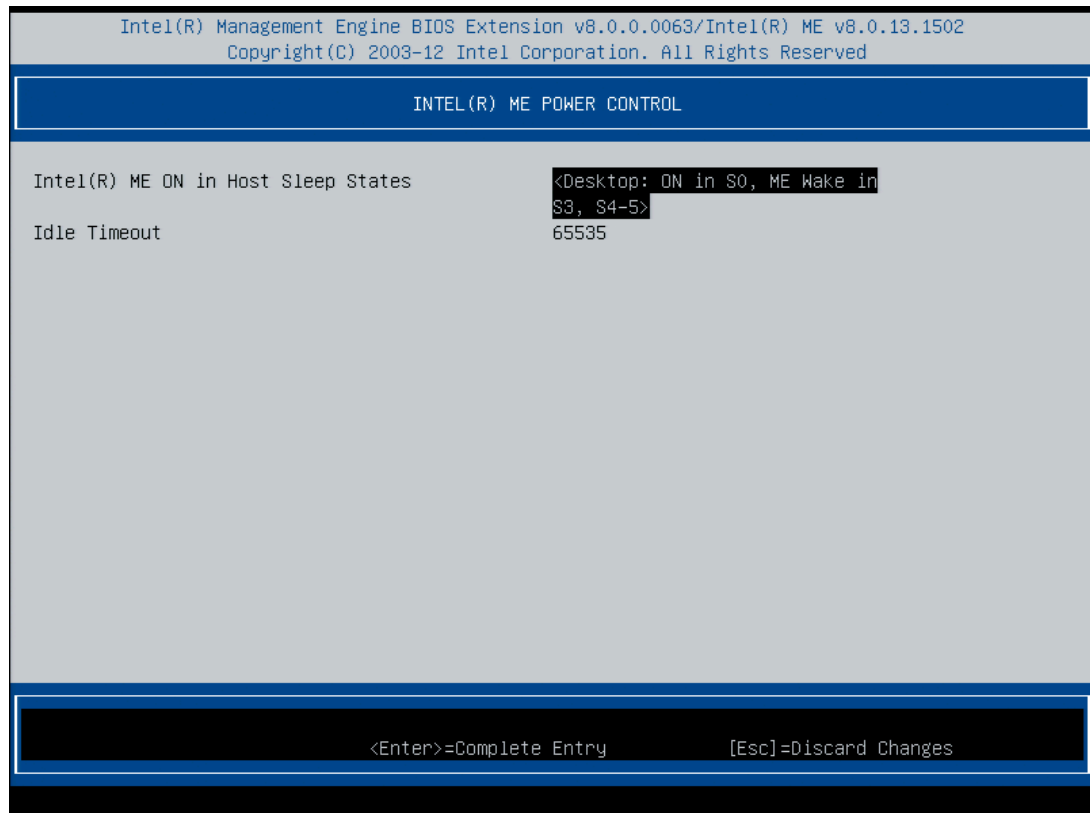 Intel(R) Management Engine BIOS Extension v8.0.0.0063/Intel(R) ME v8.0.13.1502
Copyright(C) 2003-12 Intel Corporation. All Rights Reserved
INTEL(R) ME POWER CONTROL
Intel(R) ME ON in Host Sleep States <Desktop: ON in S0, ME Wake in
S3, S4-5>
Idle Timeout 65535
<Enter>=Complete Entry [Esc]=Discard Changes